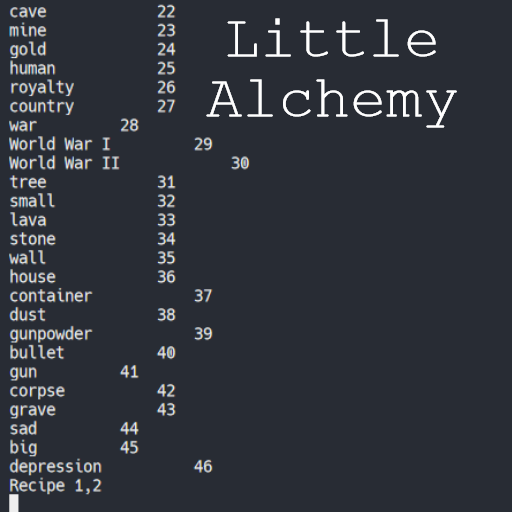 Little
Alchemy
cave 22
mine 23
gold 24
human 25
royalty 26
country 27
war 28
World War I 29
World War II 30
tree 31
small 32
lava 33
stone 34
wall 35
house 36
container 37
dust 38
gunpowder 39
bullet 40
gun 41
corpse 42
grave 43
sad 44
big 45
depression 46
Recipe 1,2